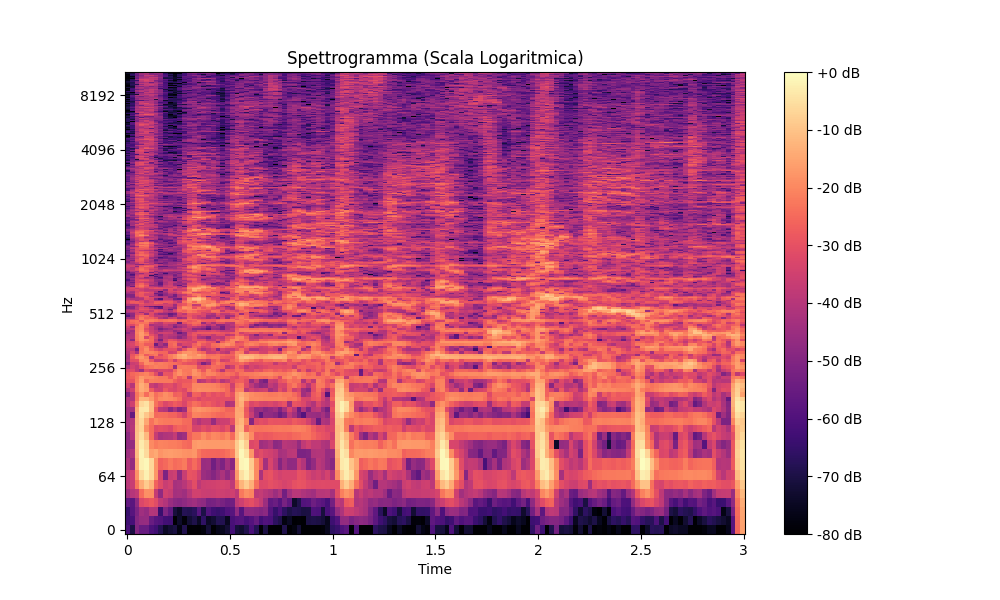 Spettrogramma (Scala Logaritmica)
Hz
8192
4096
2048
1024
512
256
128
64
0
0 0.5 1 1.5 2 2.5 3
Time
+0 dB
-10 dB
-20 dB
-30 dB
-40 dB
-50 dB
-60 dB
-70 dB
-80 dB